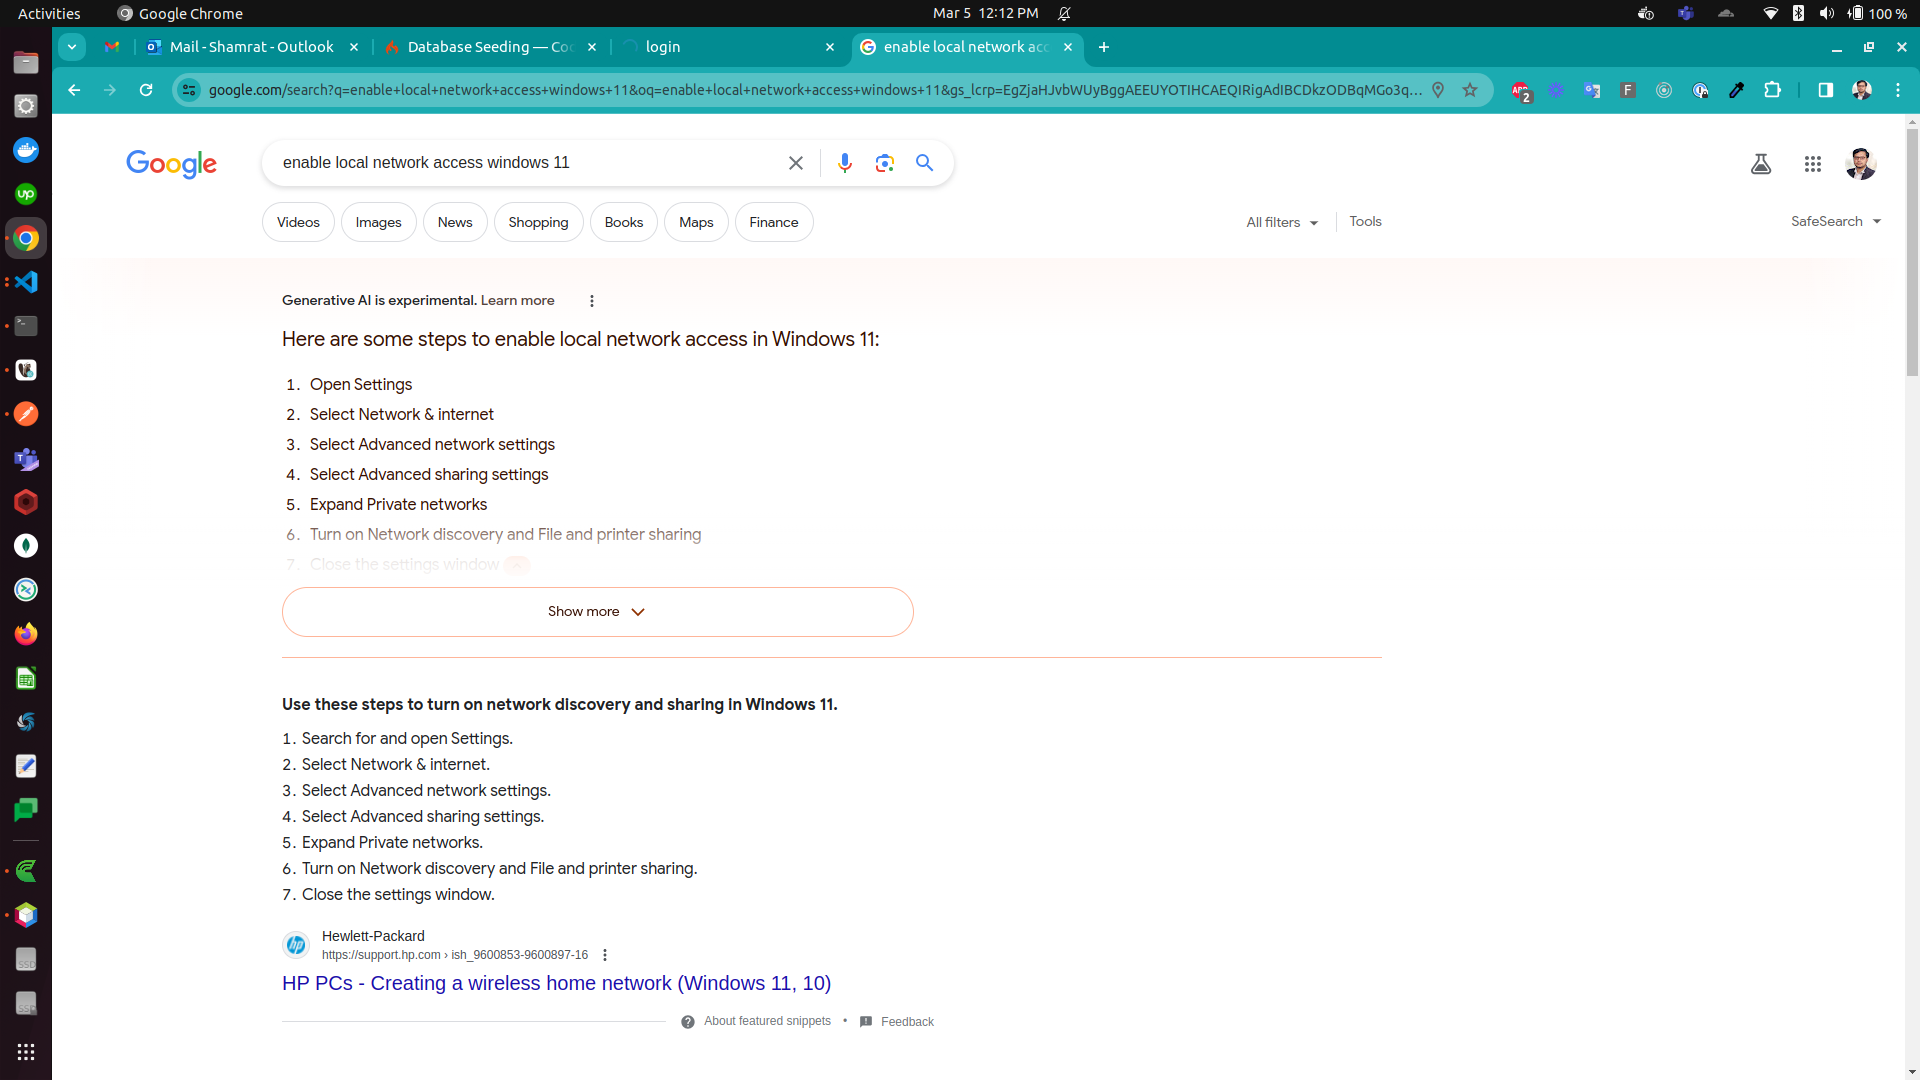 Activities
Google Chrome
Mar 5 12:12 PM
100 %
Mail - Shamrat - Outlook
Database Seeding — Coc
login
enable local network acc
google.com/search?q=enable+local+network+access+windows+11&oq=enable+local+network+access+windows+11&gs_lcrp=EgZjaHJvbWUyBggAEEUYOTIHCAEQIRigAdIBCDkzODBqMGo3q...
2
Google
enable local network access windows 11
Videos
Images
News
Shopping
Books
Maps
Finance
All filters
Tools
SafeSearch
Generative AI is experimental. Learn more
Here are some steps to enable local network access in Windows 11:
1. Open Settings
2. Select Network & internet
3. Select Advanced network settings
4. Select Advanced sharing settings
5. Expand Private networks
6. Turn on Network discovery and File and printer sharing
7. Close the settings window
Show more
Use these steps to turn on network discovery and sharing in Windows 11.
1. Search for and open Settings.
2. Select Network & internet.
3. Select Advanced network settings.
4. Select Advanced sharing settings.
5. Expand Private networks.
6. Turn on Network discovery and File and printer sharing.
7. Close the settings window.
hp
Hewlett-Packard
https://support.hp.com › ish_9600853-9600897-16
HP PCs - Creating a wireless home network (Windows 11, 10)
About featured snippets • Feedback